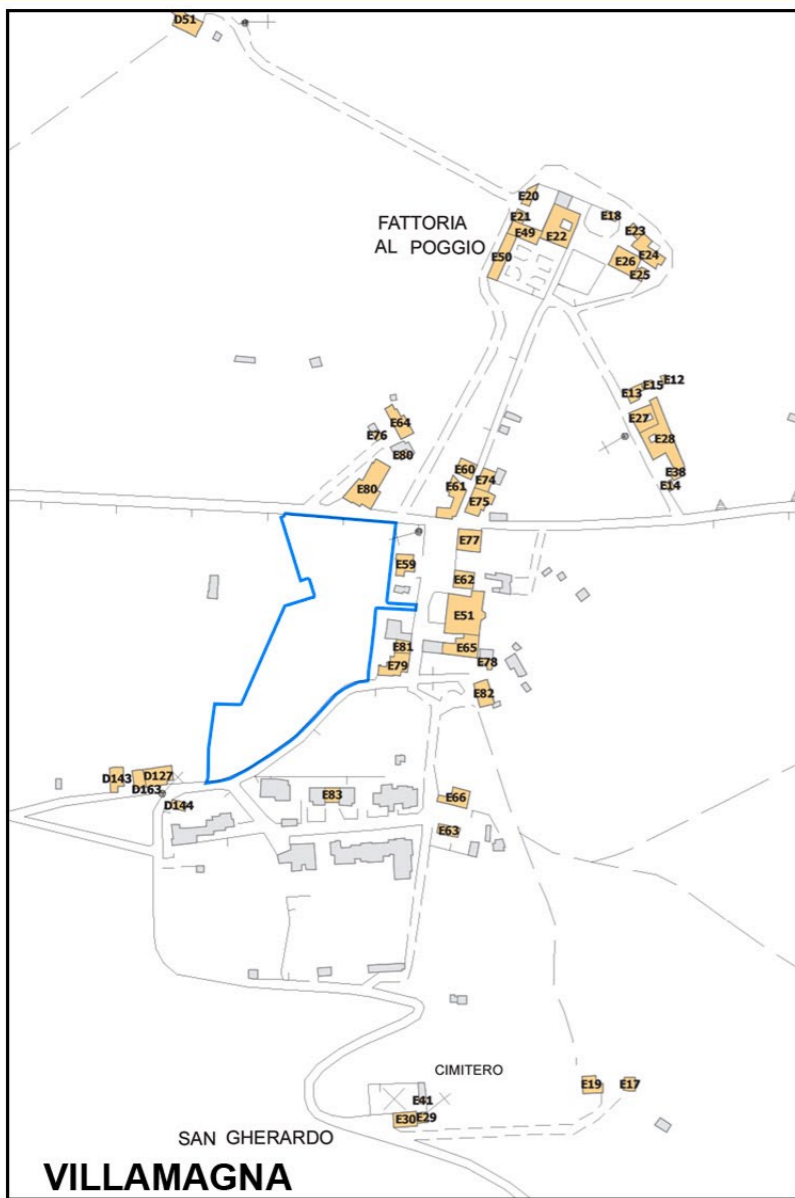 D51
E20
E21
E18
FATTORIA
AL POGGIO
E49
E22
E23
E24
E50
E26
E25
E12
E15
E13
E27
E28
E38
E14
E64
E76
E80
E80
E60
E74
E61
E75
E77
E59
E62
E51
E81
E65
E79
E78
E82
D143
D127
D163
D144
E83
E66
E63
CIMITERO
E19
E17
E41
E30
E29
SAN GHERARDO
VILLAMAGNA